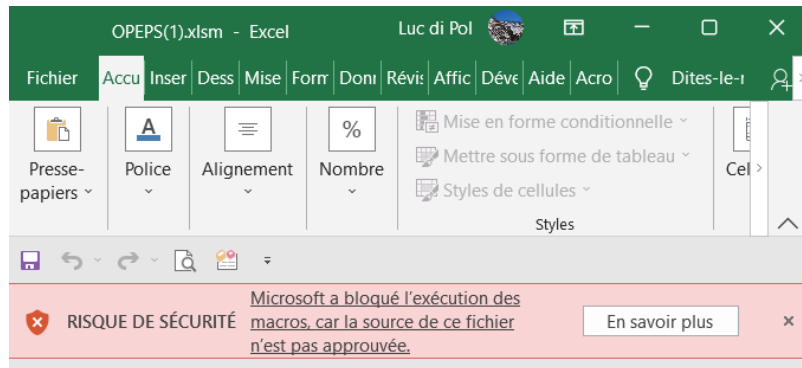 OPEPS(1).xlsm - Excel Luc di Pol
Fichier Accu Inser Dess Mise Form Donn Révis Affic Déve Aide Acro Dites-le-r
Presse-papiers
Police
Alignement
%
Nombre
Mise en forme conditionnelle
Mettre sous forme de tableau
Styles de cellules
Styles
Cel
RISQUE DE SÉCURITÉ
Microsoft a bloqué l'exécution des
macros, car la source de ce fichier
n'est pas approuvée.
En savoir plus